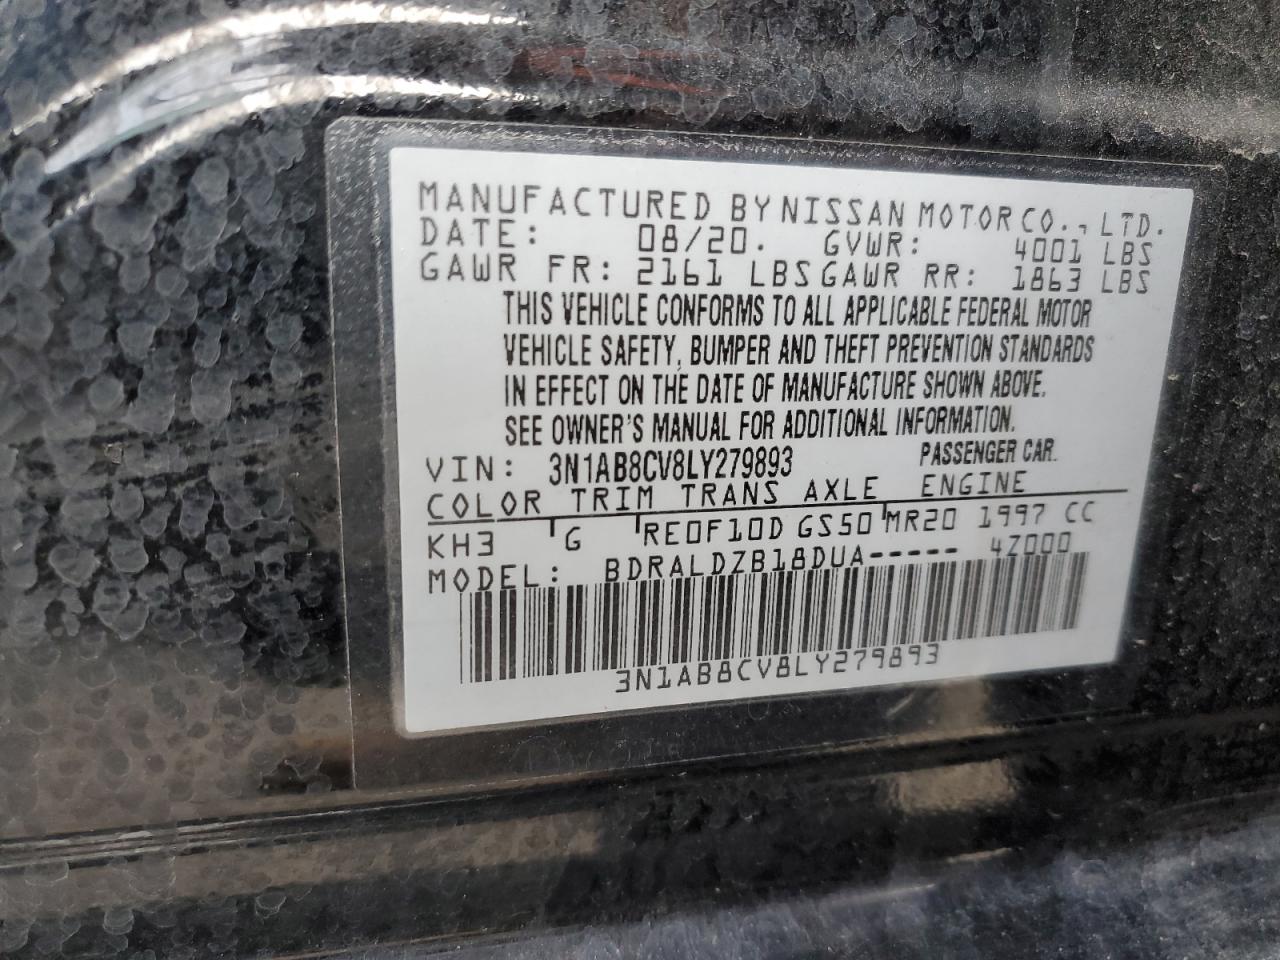 MANUFACTURED BY NISSAN MOTOR CO., LTD.
DATE: 08/20. GVWR: 4001 LBS
GAWR FR: 2161 LBS GAWR RR: 1863 LBS
THIS VEHICLE CONFORMS TO ALL APPLICABLE FEDERAL MOTOR
VEHICLE SAFETY, BUMPER AND THEFT PREVENTION STANDARDS
IN EFFECT ON THE DATE OF MANUFACTURE SHOWN ABOVE.
SEE OWNER'S MANUAL FOR ADDITIONAL INFORMATION.
VIN: 3N1AB8CV8LY279893 PASSENGER CAR.
COLOR TRIM TRANS AXLE ENGINE
KH3 G RE0F10D GS50 MR20 1997 CC
MODEL: BDRALDZB18DUA----- 4Z000
3N1AB8CV8LY279893